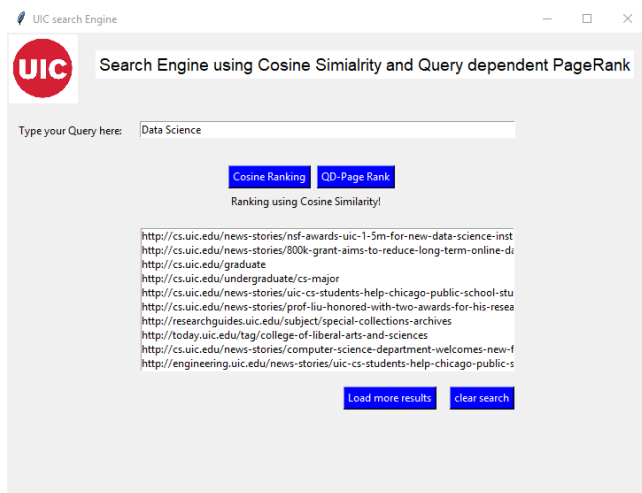 UIC search Engine
UIC
Search Engine using Cosine Simialrity and Query dependent PageRank
Type your Query here: Data Science
Cosine Ranking QD-Page Rank
Ranking using Cosine Similarity!
http://cs.uic.edu/news-stories/nsf-awards-uic-1-5m-for-new-data-science-inst
http://cs.uic.edu/news-stories/800k-grant-aims-to-reduce-long-term-online-da
http://cs.uic.edu/graduate
http://cs.uic.edu/undergraduate/cs-major
http://cs.uic.edu/news-stories/uic-cs-students-help-chicago-public-school-stu
http://cs.uic.edu/news-stories/prof-liu-honored-with-two-awards-for-his-resea
http://researchguides.uic.edu/subject/special-collections-archives
http://today.uic.edu/tag/college-of-liberal-arts-and-sciences
http://cs.uic.edu/news-stories/computer-science-department-welcomes-new-f
http://engineering.uic.edu/news-stories/uic-cs-students-help-chicago-public-s
Load more results clear search